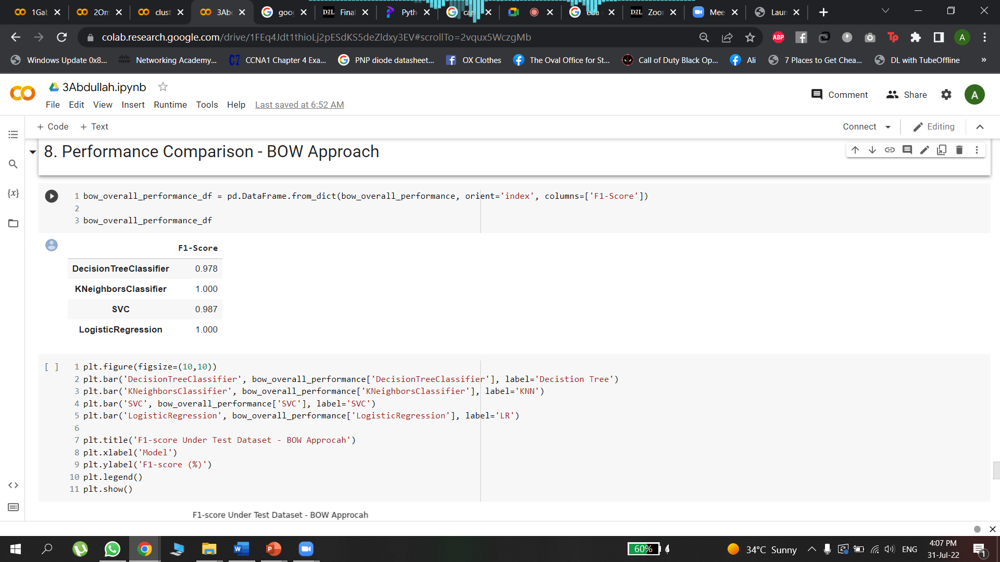 1Gab
2Om
clust
3Abd
goog
D2L Final
Pyth
car
eda
D2L Zoor
Mee
Laun
colab.research.google.com/drive/1FEq4Jdt1thioLj2pESdKS5deZldxy3EV#scrollTo=2vqux5WczgMb
ABP
Tp
A
Windows Update 0x8...
Networking Academy...
CCNA1 Chapter 4 Exa...
PNP diode datasheet...
OX Clothes
The Oval Office for St...
Call of Duty Black Op...
Ali
7 Places to Get Chea...
DL with TubeOffline
»
3Abdullah.ipynb
Comment
Share
A
File Edit View Insert Runtime Tools Help Last saved at 6:52 AM
+ Code + Text
Connect
Editing
8. Performance Comparison - BOW Approach
{x}
1 bow_overall_performance_df = pd.DataFrame.from_dict(bow_overall_performance, orient='index', columns=['F1-Score'])
2
3 bow_overall_performance_df
F1-Score
DecisionTreeClassifier 0.978
KNeighborsClassifier 1.000
SVC 0.987
LogisticRegression 1.000
[ ]
1 plt.figure(figsize=(10,10))
2 plt.bar('DecisionTreeClassifier', bow_overall_performance['DecisionTreeClassifier'], label='Decistion Tree')
3 plt.bar('KNeighborsClassifier', bow_overall_performance['KNeighborsClassifier'], label='KNN')
4 plt.bar('SVC', bow_overall_performance['SVC'], label='SVC')
5 plt.bar('LogisticRegression', bow_overall_performance['LogisticRegression'], label='LR')
6
7 plt.title('F1-score Under Test Dataset - BOW Approcah')
8 plt.xlabel('Model')
9 plt.ylabel('F1-score (%)')
10 plt.legend()
11 plt.show()
F1-score Under Test Dataset - BOW Approcah
60%
34°C Sunny
ENG
4:07 PM
31-Jul-22
1